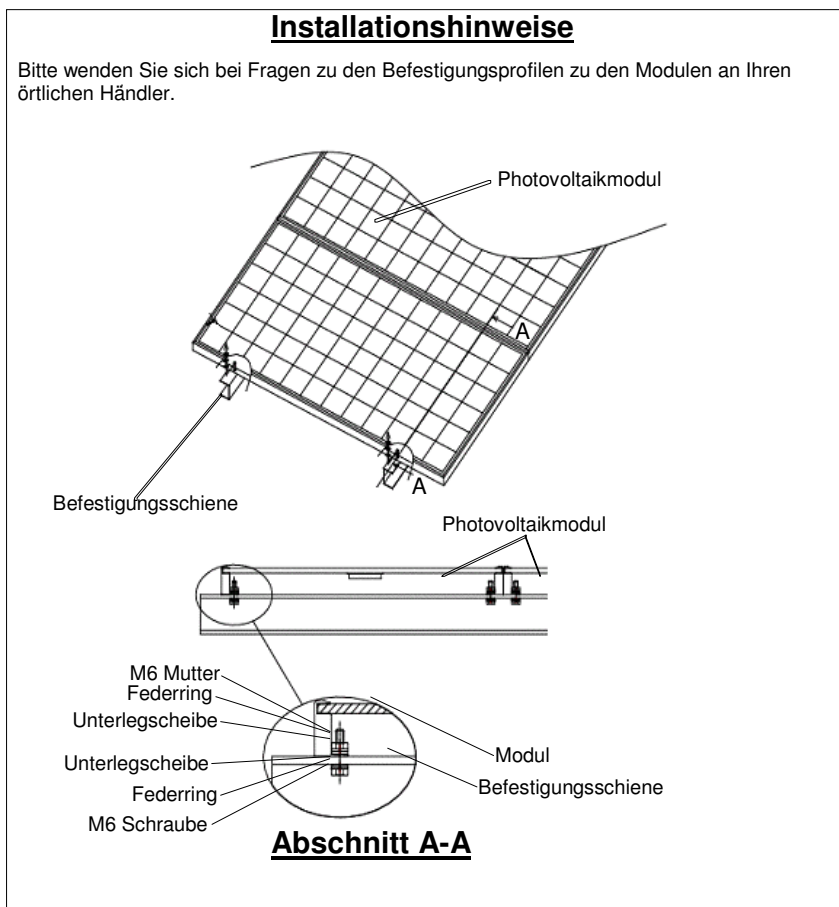 Installationshinweise
Bitte wenden Sie sich bei Fragen zu den Befestigungsprofilen zu den Modulen an Ihren
örtlichen Händler.
Photovoltaikmodul
A
A
Befestigungsschiene
Photovoltaikmodul
M6 Mutter
Federring
Unterlegscheibe
Unterlegscheibe
Federring
M6 Schraube
Modul
Befestigungsschiene
Abschnitt A-A